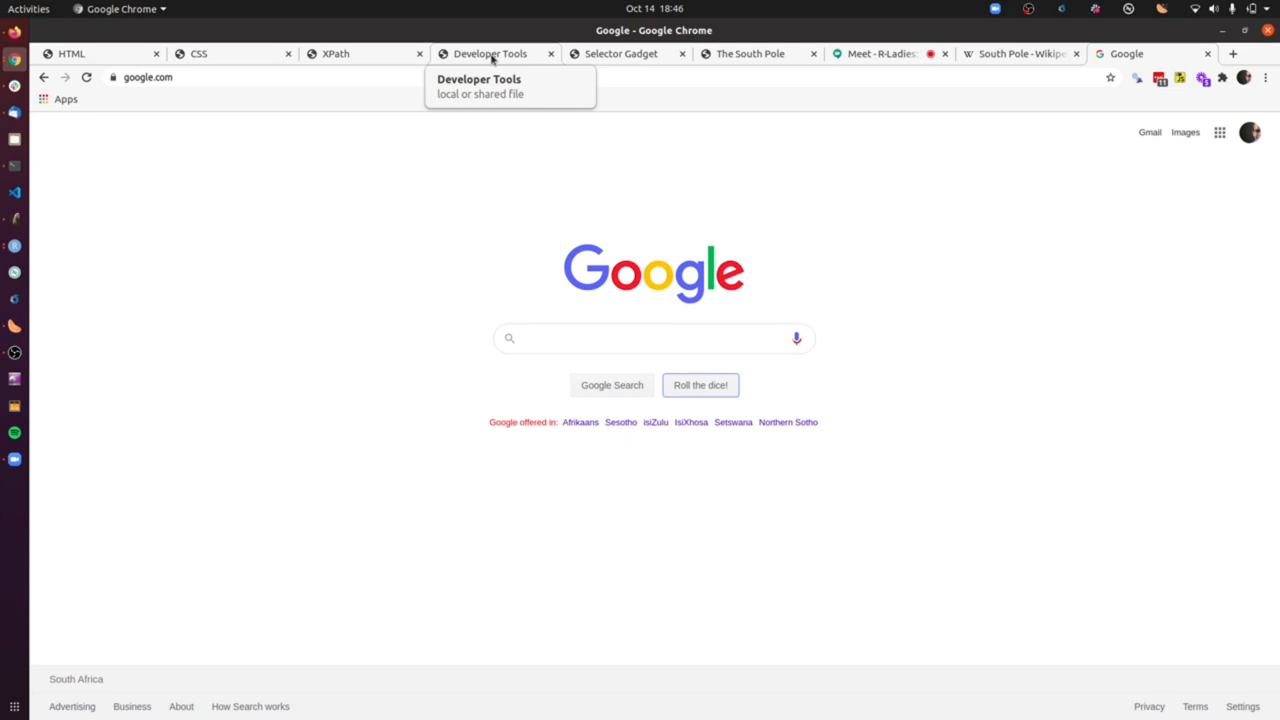 Activities
Google Chrome
Oct 14 18:46
Google - Google Chrome
HTML
CSS
XPath
Developer Tools
Selector Gadget
The South Pole
Meet - R-Ladies:
South Pole - Wikipe
Google
google.com
11
5
Developer Tools
local or shared file
Apps
Gmail
Images
Google
Google Search
Roll the dice!
Google offered in: Afrikaans Sesotho isiZulu IsiXhosa Setswana Northern Sotho
South Africa
Advertising
Business
About
How Search works
Privacy
Terms
Settings